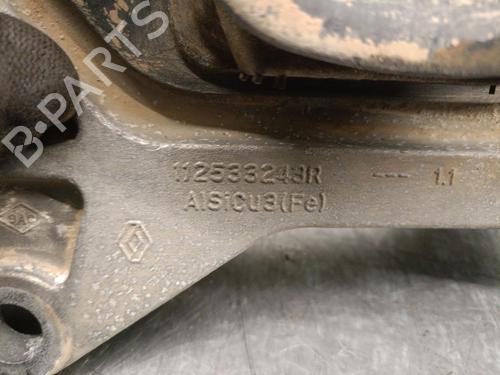 B-PARTS
112533243R --- 1.1
AlSiCu3(Fe)